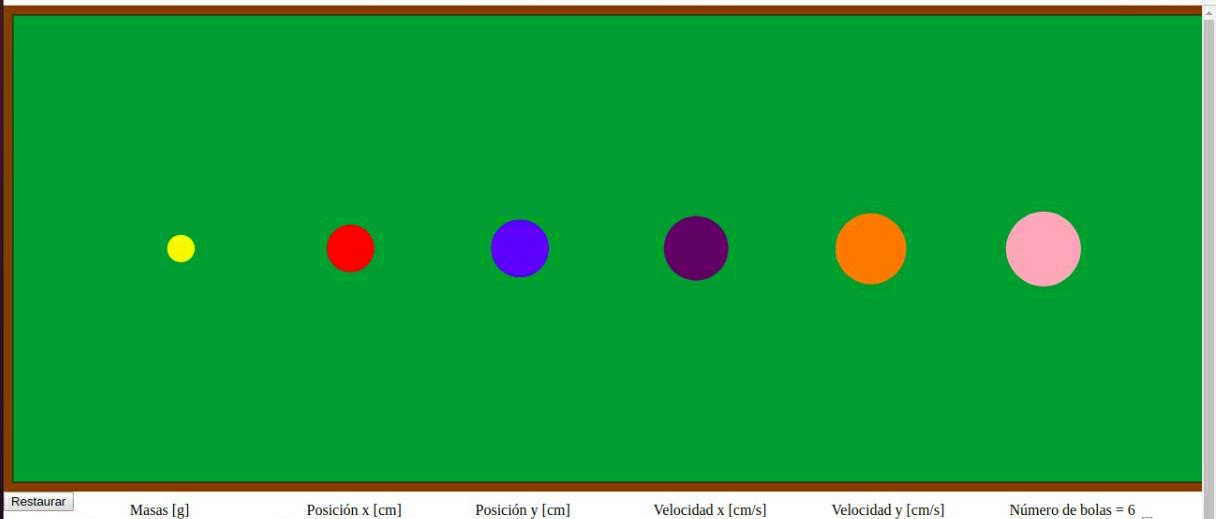 Restaurar
Masas [g] Posición x [cm] Posición y [cm] Velocidad x [cm/s] Velocidad y [cm/s] Número de bolas = 6